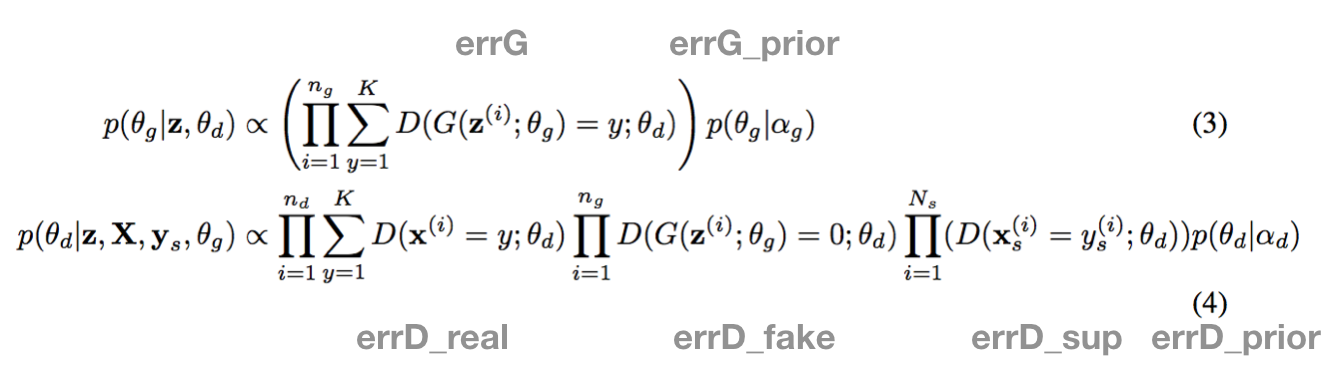 errG errG_prior
p(θ_g|𝐳, θ_d) ∝ (∏_{i=1}^{n_g} ∑_{y=1}^{K} D(G(𝐳^{(i)}; θ_g) = y; θ_d)) p(θ_g|α_g) (3)
p(θ_d|𝐳, 𝐗, 𝐲_s, θ_g) ∝ ∏_{i=1}^{n_d} ∑_{y=1}^{K} D(𝐱^{(i)} = y; θ_d) ∏_{i=1}^{n_g} D(G(𝐳^{(i)}; θ_g) = 0; θ_d) ∏_{i=1}^{N_s} (D(𝐱_s^{(i)} = y_s^{(i)}; θ_d))p(θ_d|α_d)
(4)
errD_real errD_fake errD_sup errD_prior